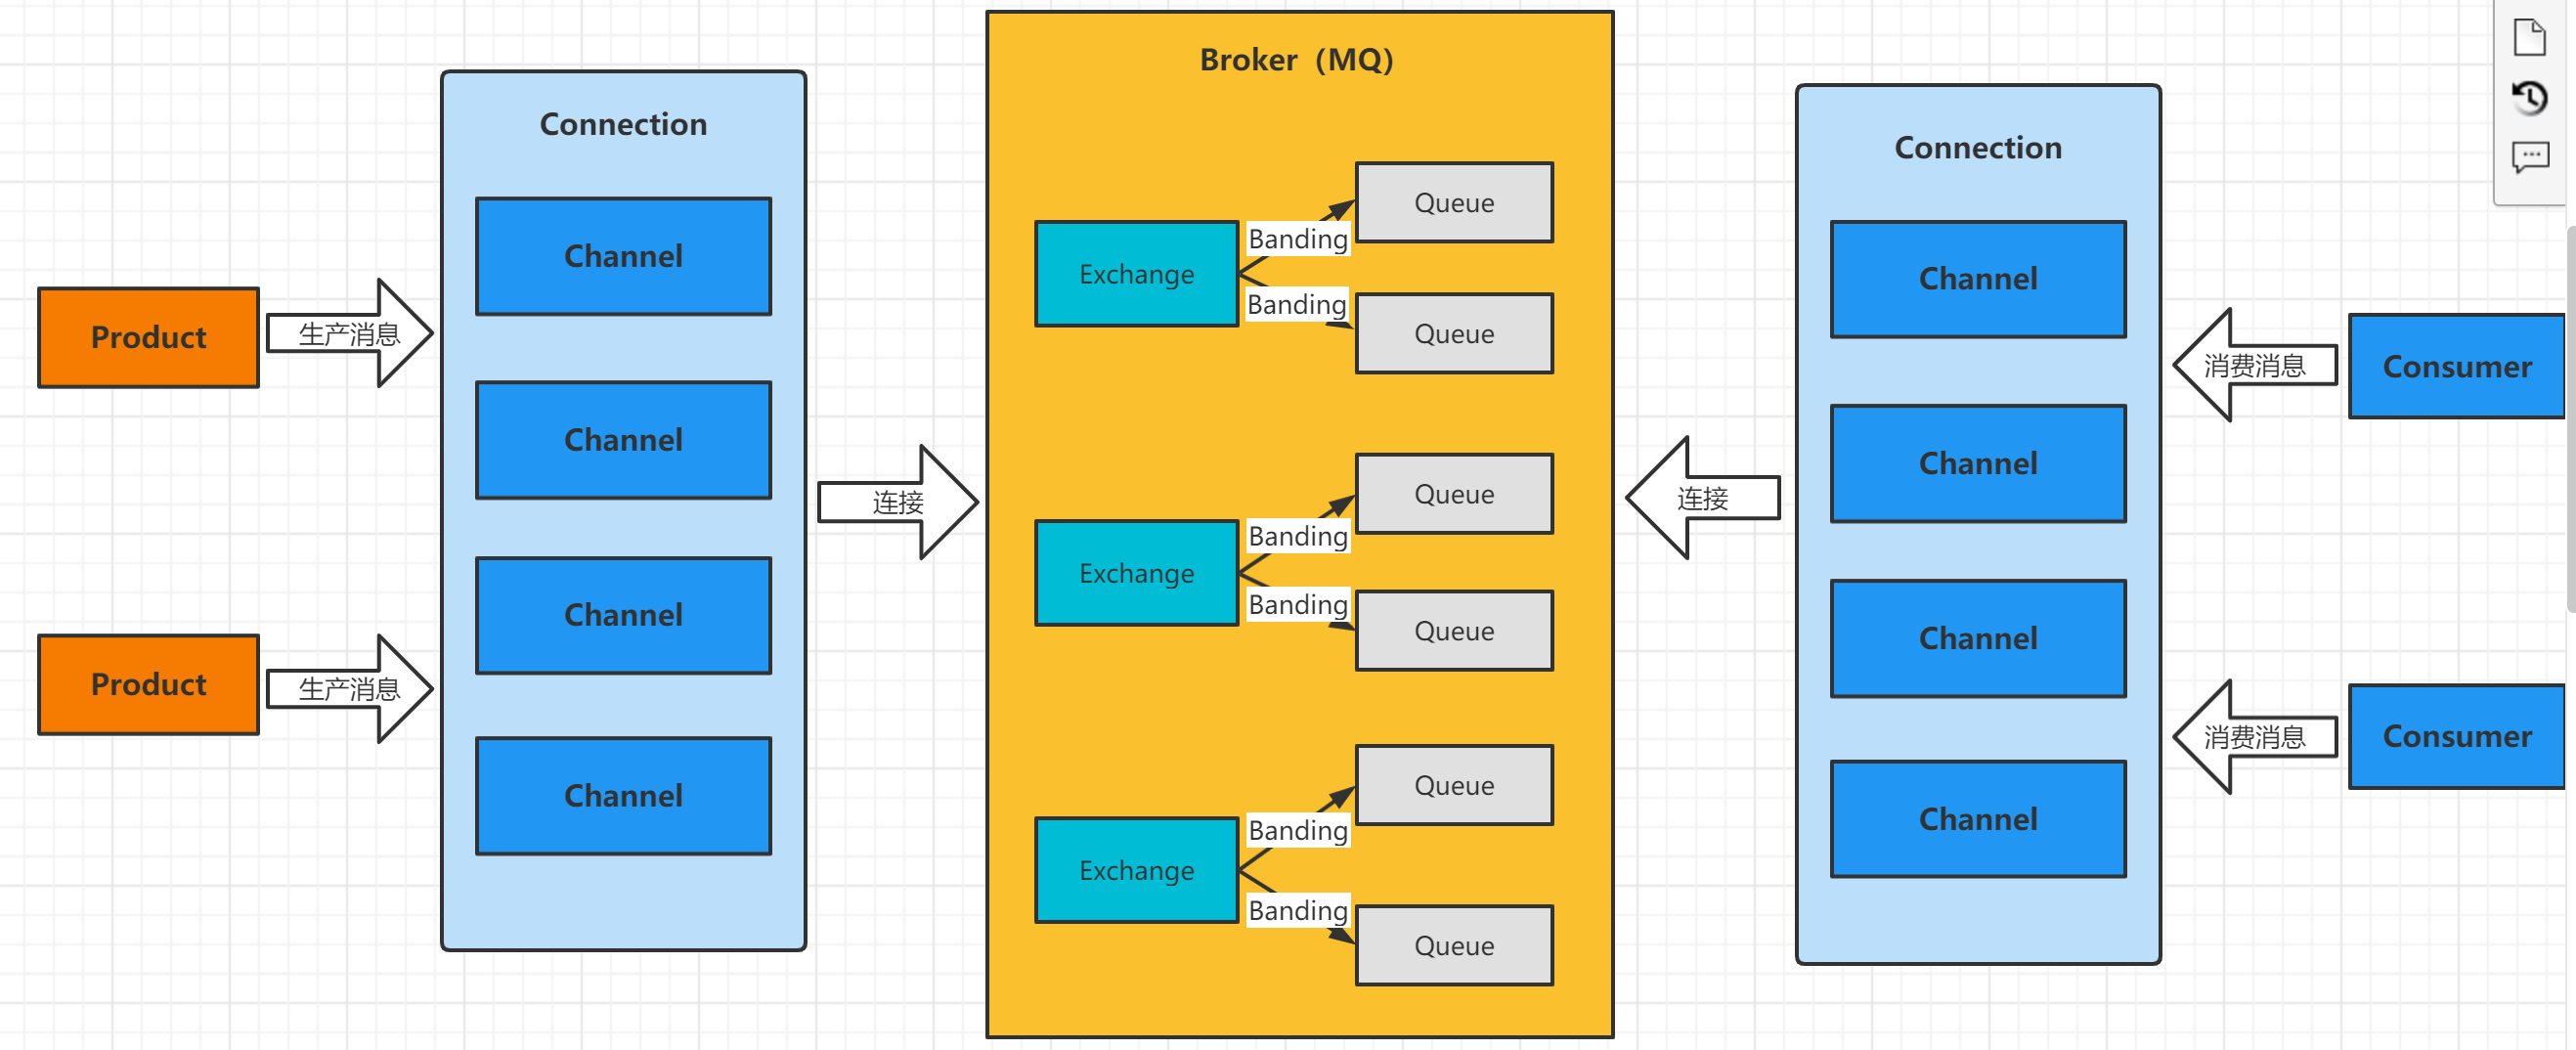 Product
生产消息
Product
生产消息
Connection
Channel
Channel
Channel
Channel
连接
Broker（MQ）
Exchange
Banding
Queue
Banding
Queue
Exchange
Banding
Queue
Banding
Queue
Exchange
Banding
Queue
Banding
Queue
连接
Connection
Channel
Channel
Channel
Channel
消费消息
Consumer
消费消息
Consumer